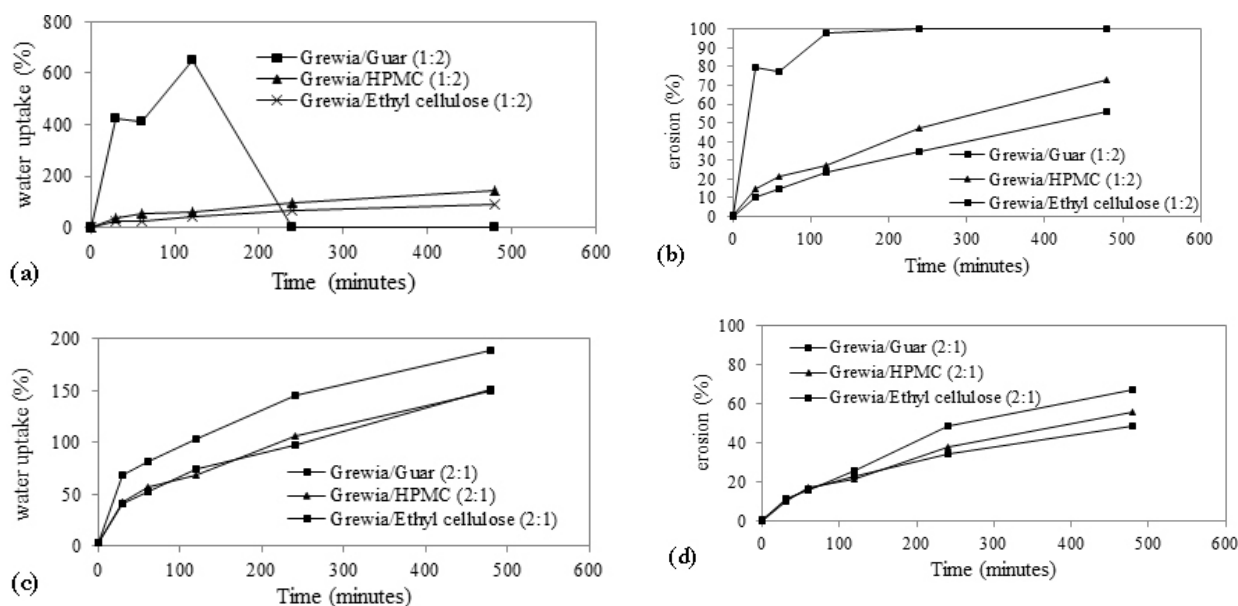 800
600
400
200
0
water uptake (%)
Grewia/Guar (1:2)
Grewia/HPMC (1:2)
Grewia/Ethyl cellulose (1:2)
0 100 200 300 400 500 600
Time (minutes)
(a)
100
90
80
70
60
50
40
30
20
10
0
erosion (%)
Grewia/Guar (1:2)
Grewia/HPMC (1:2)
Grewia/Ethyl cellulose (1:2)
0 100 200 300 400 500 600
Time (minutes)
(b)
200
150
100
50
0
water uptake (%)
Grewia/Guar (2:1)
Grewia/HPMC (2:1)
Grewia/Ethyl cellulose (2:1)
0 100 200 300 400 500 600
Time (minutes)
(c)
100
80
60
40
20
0
erosion (%)
Grewia/Guar (2:1)
Grewia/HPMC (2:1)
Grewia/Ethyl cellulose (2:1)
0 100 200 300 400 500 600
Time (minutes)
(d)